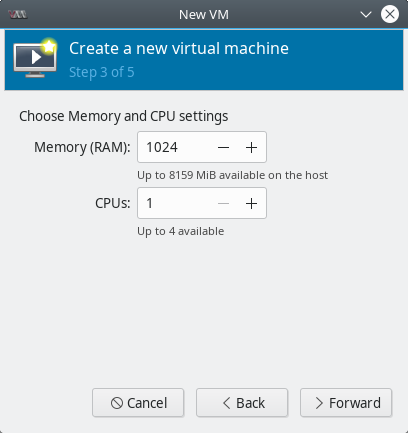 New VM
Create a new virtual machine
Step 3 of 5
Choose Memory and CPU settings
Memory (RAM): 1024
Up to 8159 MiB available on the host
CPUs: 1
Up to 4 available
Cancel Back Forward